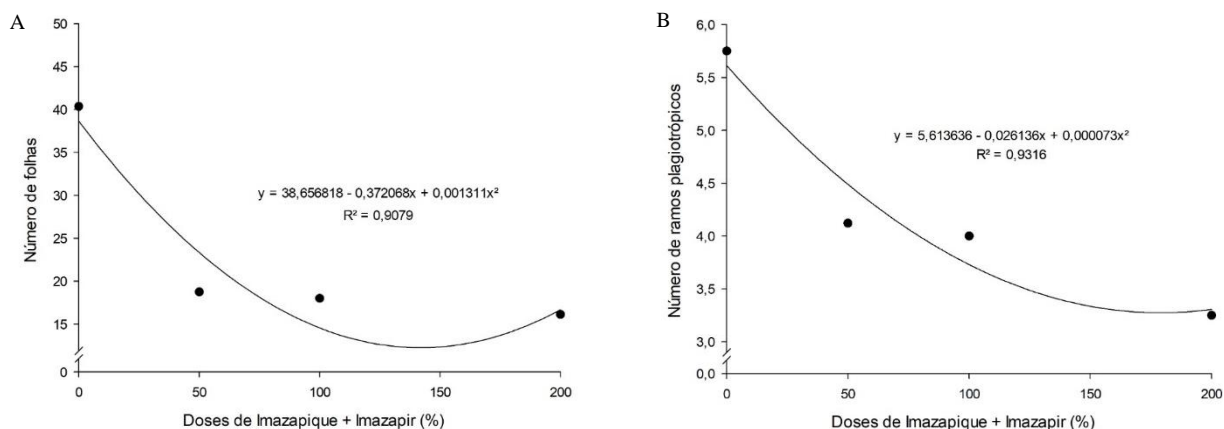 A
50
45
40
35
30
25
20
15
0
Número de folhas
y = 38,656818 - 0,372068x + 0,001311x²
R² = 0,9079
0 50 100 150 200
Doses de Imazapique + Imazapir (%)
B
6,0
5,5
5,0
4,5
4,0
3,5
3,0
0,0
Número de ramos plagiotrópicos
y = 5,613636 - 0,026136x + 0,000073x²
R² = 0,9316
0 50 100 150 200
Doses de Imazapique + Imazapir (%)